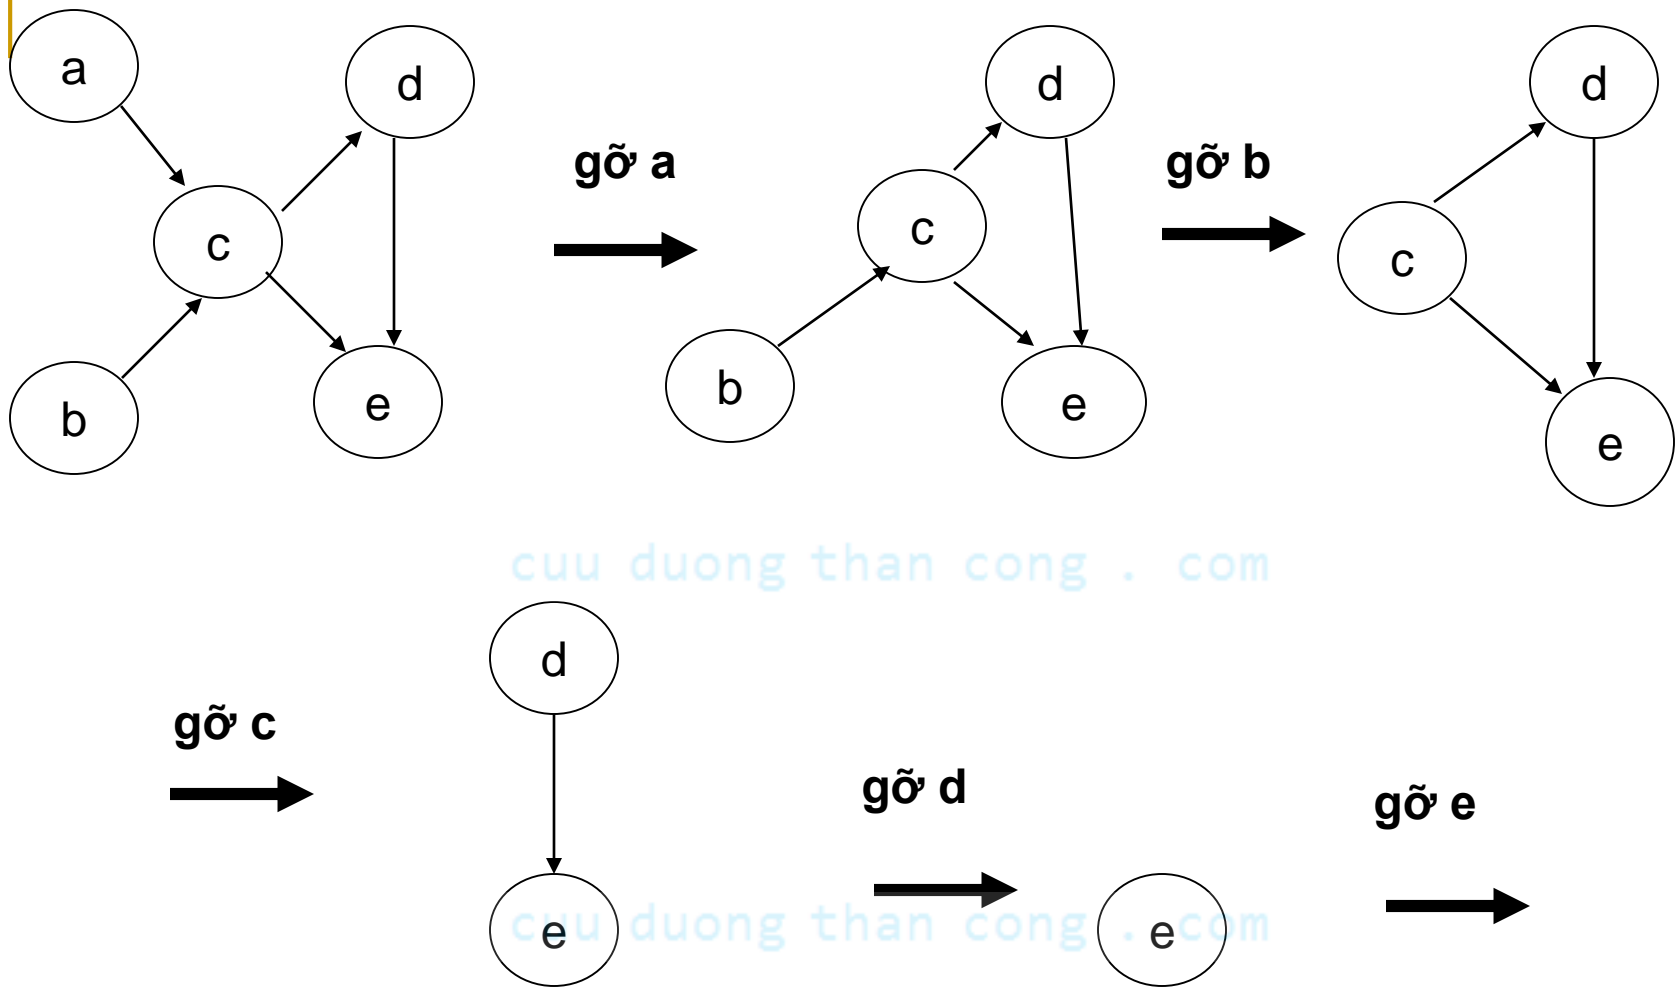 a
d
c
b
e
gỡ a
d
c
b
e
gỡ b
d
c
e
cuu duong than cong . com
gỡ c
d
e
gỡ d
e
gỡ e
cuu duong than cong . com